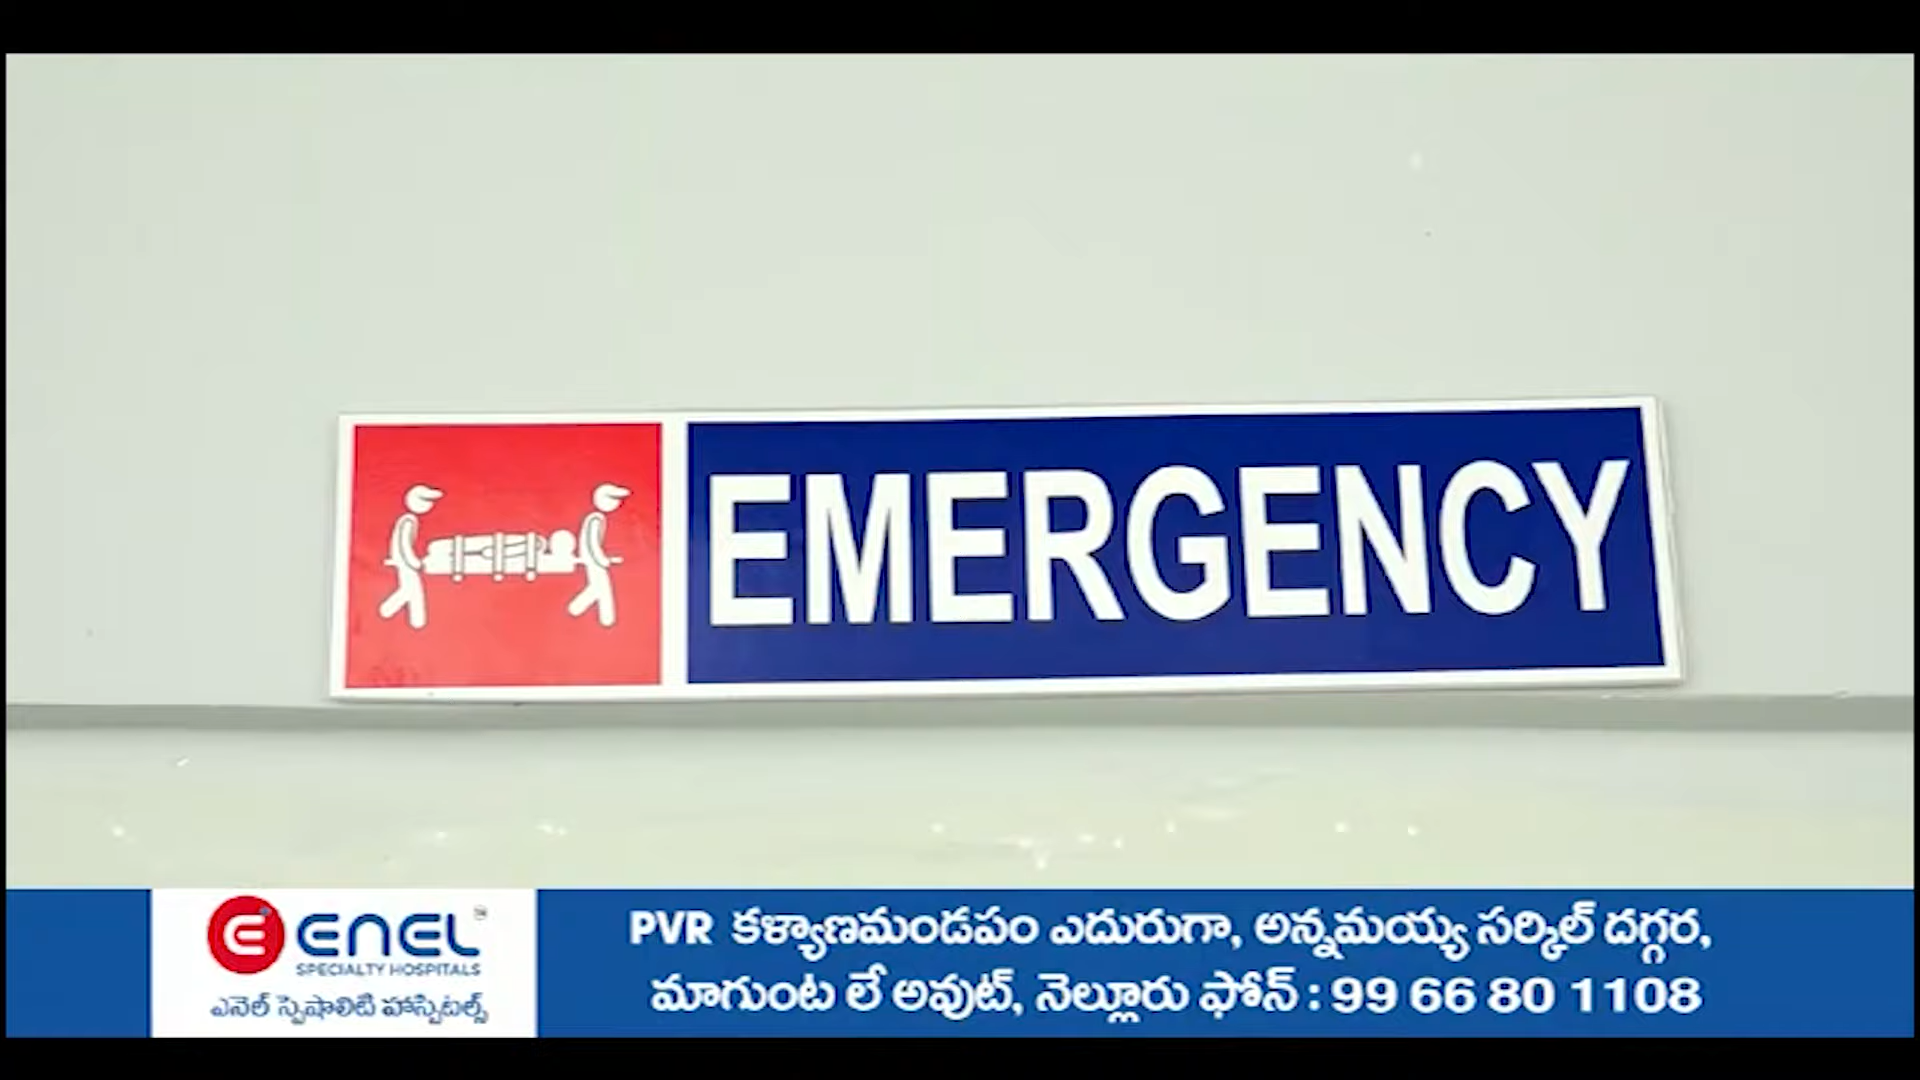 EMERGENCY
ENEL
SPECIALTY HOSPITALS
ఎనెల్ స్పెషాలిటి హాస్పిటల్స్
PVR కళ్యాణమండపం ఎదురుగా, అన్నమయ్య సర్కిల్ దగ్గర,
మాగుంట లే అవుట్, నెల్లూరు ఫోన్ : 99 66 80 1108